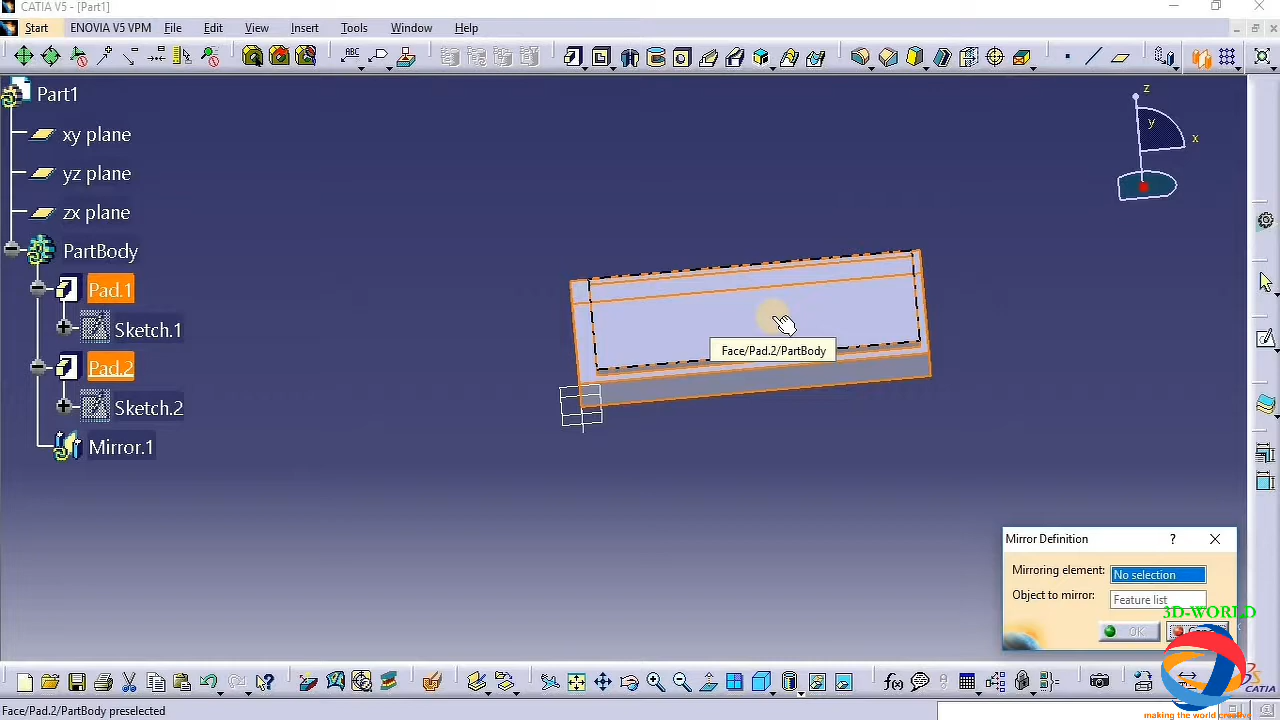 CATIA V5 - [Part1]
Start ENOVIA V5 VPM File Edit View Insert Tools Window Help
ABC
Part1
xy plane
yz plane
zx plane
PartBody
Pad.1
Sketch.1
Pad.2
Sketch.2
Mirror.1
z
y
x
Face/Pad.2/PartBody
Mirror Definition ? ×
Mirroring element: No selection
Object to mirror: Feature list
3D-WORLD
OK
CATIA
making the world creative
f(x)
Face/Pad.2/PartBody preselected